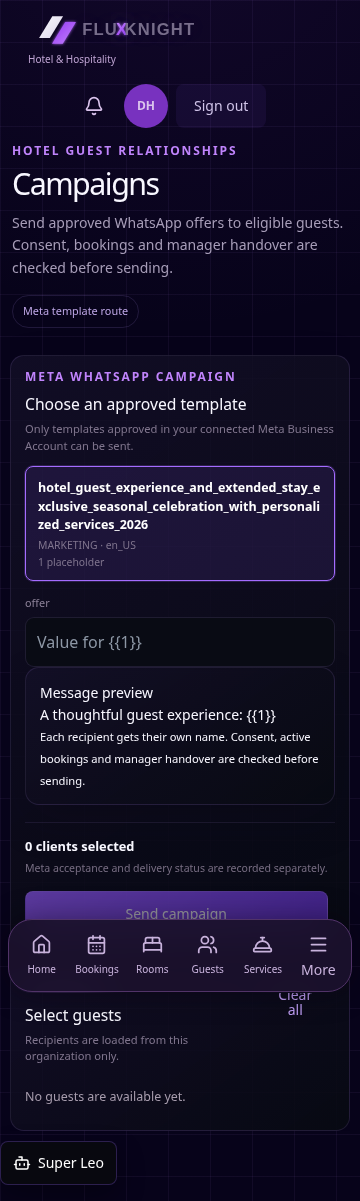 FLUXKNIGHT
Hotel & Hospitality
DH
Sign out
HOTEL GUEST RELATIONSHIPS
Campaigns
Send approved WhatsApp offers to eligible guests.
Consent, bookings and manager handover are
checked before sending.
Meta template route
META WHATSAPP CAMPAIGN
Choose an approved template
Only templates approved in your connected Meta Business
Account can be sent.
hotel_guest_experience_and_extended_stay_e
xclusive_seasonal_celebration_with_personali
zed_services_2026
MARKETING · en_US
1 placeholder
offer
Value for {{1}}
Message preview
A thoughtful guest experience: {{1}}
Each recipient gets their own name. Consent, active
bookings and manager handover are checked before
sending.
0 clients selected
Meta acceptance and delivery status are recorded separately.
Send campaign
Home
Bookings
Rooms
Guests
Services
More
Clear
all
Select guests
Recipients are loaded from this
organization only.
No guests are available yet.
Super Leo